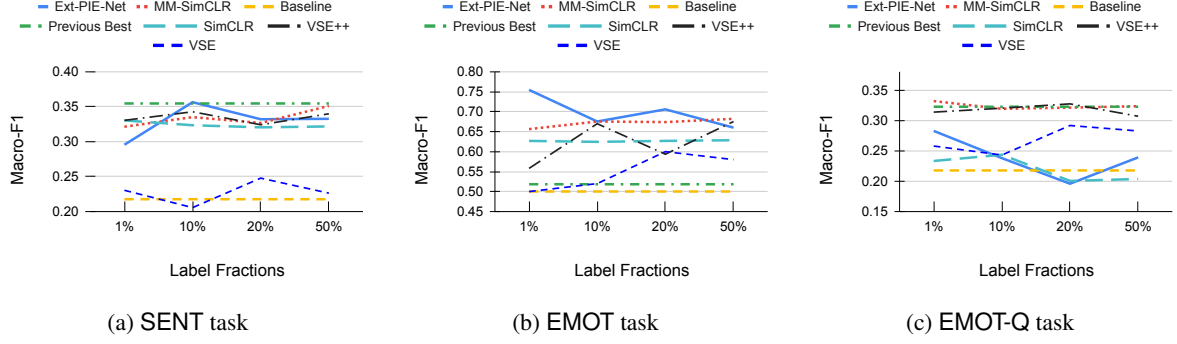 Ext-PIE-Net MM-SimCLR Baseline
Previous Best SimCLR VSE++
VSE
Macro-F1
0.40
0.35
0.30
0.25
0.20
1% 10% 20% 50%
Label Fractions
(a) SENT task
Ext-PIE-Net MM-SimCLR Baseline
Previous Best SimCLR VSE++
VSE
Macro-F1
0.80
0.75
0.70
0.65
0.60
0.55
0.50
0.45
1% 10% 20% 50%
Label Fractions
(b) EMOT task
Ext-PIE-Net MM-SimCLR Baseline
Previous Best SimCLR VSE++
VSE
Macro-F1
0.35
0.30
0.25
0.20
0.15
1% 10% 20% 50%
Label Fractions
(c) EMOT-Q task